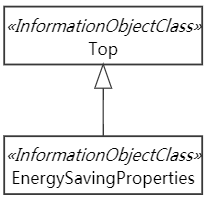 «InformationObjectClass»
Top
«InformationObjectClass»
EnergySavingProperties